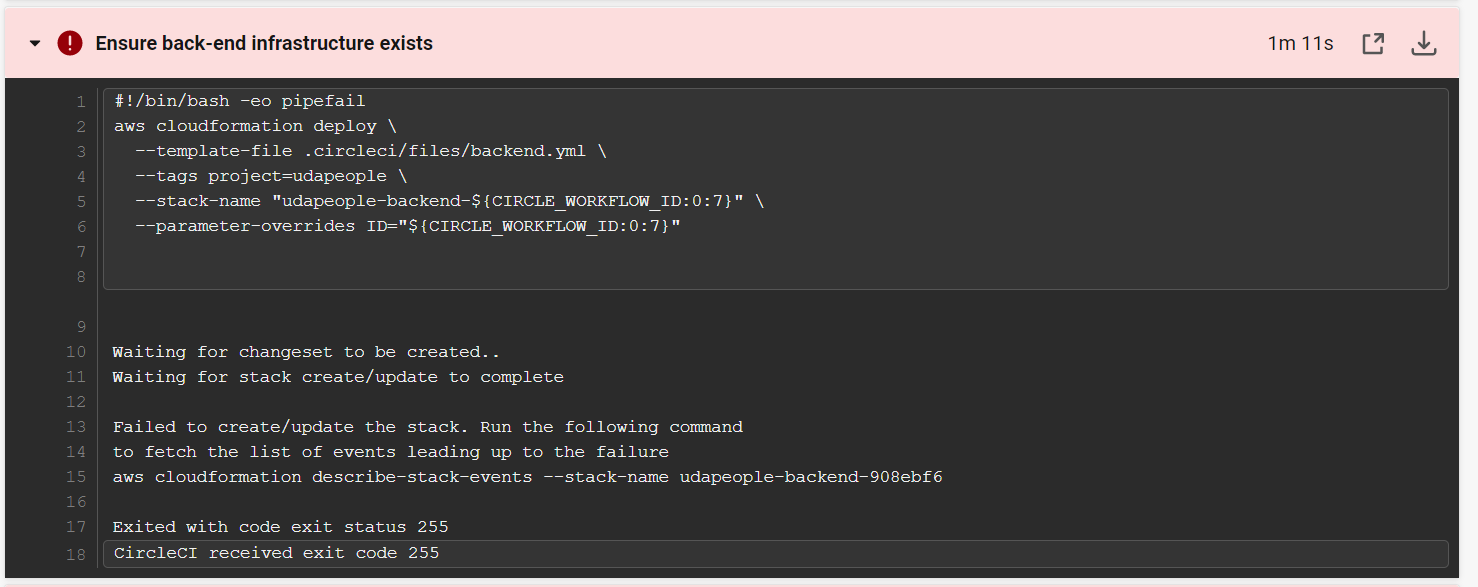 Ensure back-end infrastructure exists 1m 11s
1 #!/bin/bash -eo pipefail
2 aws cloudformation deploy \
3   --template-file .circleci/files/backend.yml \
4   --tags project=udapeople \
5   --stack-name "udapeople-backend-${CIRCLE_WORKFLOW_ID:0:7}" \
6   --parameter-overrides ID="${CIRCLE_WORKFLOW_ID:0:7}"
7
8
9
10 Waiting for changeset to be created..
11 Waiting for stack create/update to complete
12
13 Failed to create/update the stack. Run the following command
14 to fetch the list of events leading up to the failure
15 aws cloudformation describe-stack-events --stack-name udapeople-backend-908ebf6
16
17 Exited with code exit status 255
18 CircleCI received exit code 255